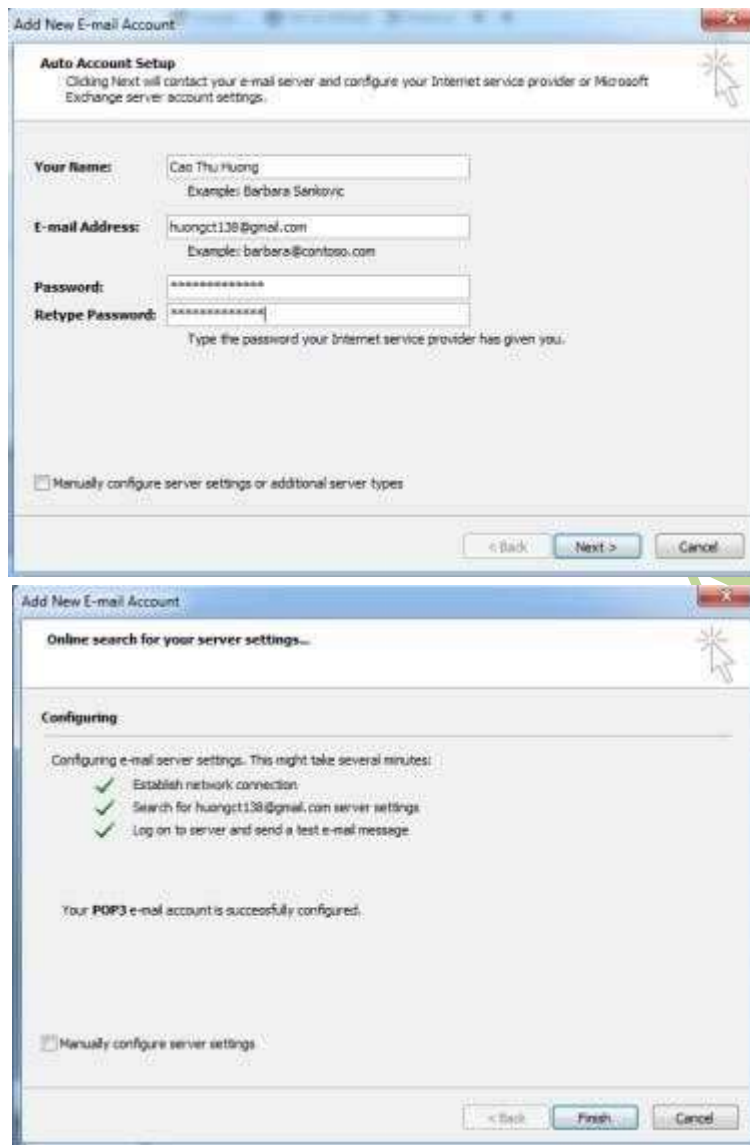 Add New E-mail Account
Auto Account Setup
Clicking Next will contact your e-mail server and configure your Internet service provider or Microsoft
Exchange server account settings.
Your Name:
Cao Thu Huong
Example: Barbara Sankovic
E-mail Address:
huongct138@gmail.com
Example: barbara@contoso.com
Password:
*************
Retype Password:
*************
Type the password your Internet service provider has given you.
Manually configure server settings or additional server types
< Back
Next >
Cancel
Add New E-mail Account
Online search for your server settings...
Configuring
Configuring e-mail server settings. This might take several minutes:
Establish network connection
Search for huongct138@gmail.com server settings
Log on to server and send a test e-mail message
Your POP3 e-mail account is successfully configured.
Manually configure server settings
< Back
Finish
Cancel